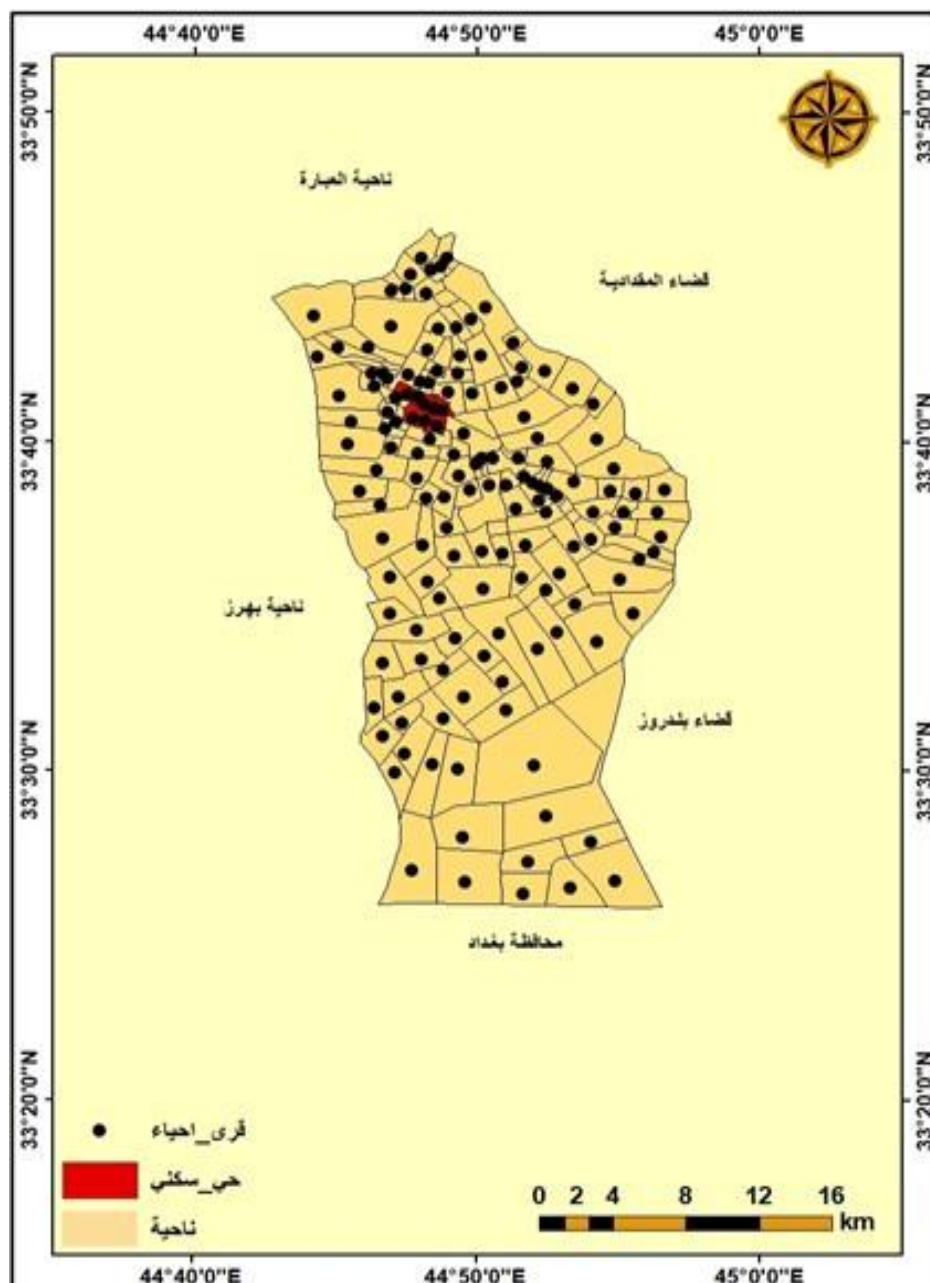 44°40'0"E 44°50'0"E 45°0'0"E
33°50'0"N 33°50'0"N
ناحية العبارة
قضاء المقدادية
33°40'0"N 33°40'0"N
ناحية بهرز
قضاء بلدروز
33°30'0"N 33°30'0"N
محافظة بغداد
33°20'0"N 33°20'0"N
قرى_احياء
حي_سكني
ناحية
0 2 4 8 12 16
km
44°40'0"E 44°50'0"E 45°0'0"E